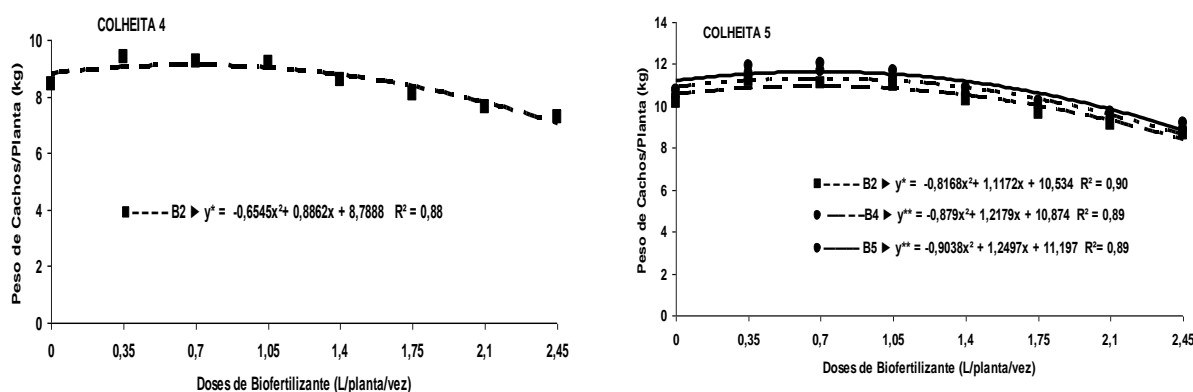 COLHEITA 4
Peso de Cachos/Planta (kg)
10
8
6
4
2
0
B2 ► y* = -0,6545x²+ 0,8862x + 8,7888 R² = 0,88
0 0,35 0,7 1,05 1,4 1,75 2,1 2,45
Doses de Biofertilizante (L/planta/vez)
COLHEITA 5
Peso de Cachos/Planta (kg)
14
12
10
8
6
4
2
0
B2 ► y* = -0,8168x²+ 1,1172x + 10,534 R² = 0,90
B4 ► y** = -0,879x²+ 1,2179x + 10,874 R² = 0,89
B5 ► y** = -0,9038x² + 1,2497x + 11,197 R²= 0,89
0 0,35 0,7 1,05 1,4 1,75 2,1 2,45
Doses de Biofertilizante (L/planta/vez)